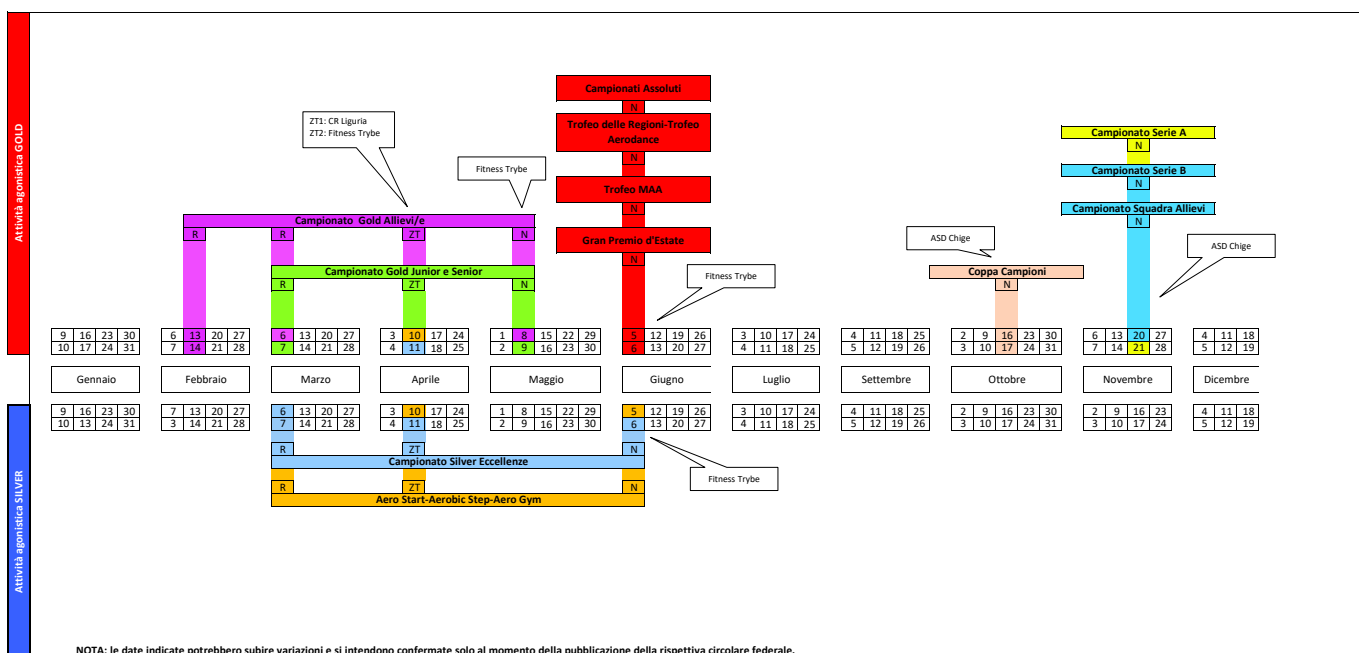 Attività agonistica GOLD
Campionati Assoluti
N
ZT1: CR Liguria
ZT2: Fitness Trybe
Trofeo delle Regioni-Trofeo
Aerodance
N
Campionato Serie A
N
Fitness Trybe
Campionato Serie B
N
Trofeo MAA
N
Campionato Squadra Allievi
N
Campionato Gold Allievi/e
R R ZT N
Gran Premio d'Estate
N
ASD Chige
ASD Chige
Campionato Gold Junior e Senior
R ZT N
Coppa Campioni
N
Fitness Trybe
9 16 23 30 6 13 20 27 6 13 20 27 3 10 17 24 1 8 15 22 29 5 12 19 26 3 10 17 24 4 11 18 25 2 9 16 23 30 6 13 20 27 4 11 18
10 17 24 31 7 14 21 28 7 14 21 28 4 11 18 25 2 9 16 23 30 6 13 20 27 4 11 18 25 5 12 19 26 3 10 17 24 31 7 14 21 28 5 12 19
Gennaio Febbraio Marzo Aprile Maggio Giugno Luglio Settembre Ottobre Novembre Dicembre
Attività agonistica SILVER
9 16 23 30 7 13 20 27 6 13 20 27 3 10 17 24 1 8 15 22 29 5 12 19 26 3 10 17 24 4 11 18 25 2 9 16 23 30 2 9 16 23 4 11 18
10 13 24 31 3 14 21 28 7 14 21 28 4 11 18 25 2 9 16 23 30 6 13 20 27 4 11 18 25 5 12 19 26 3 10 17 24 31 3 10 17 24 5 12 19
R ZT N
Campionato Silver Eccellenze
Fitness Trybe
R ZT N
Aero Start-Aerobic Step-Aero Gym
NOTA: le date indicate potrebbero subire variazioni e si intendono confermate solo al momento della pubblicazione della rispettiva circolare federale.